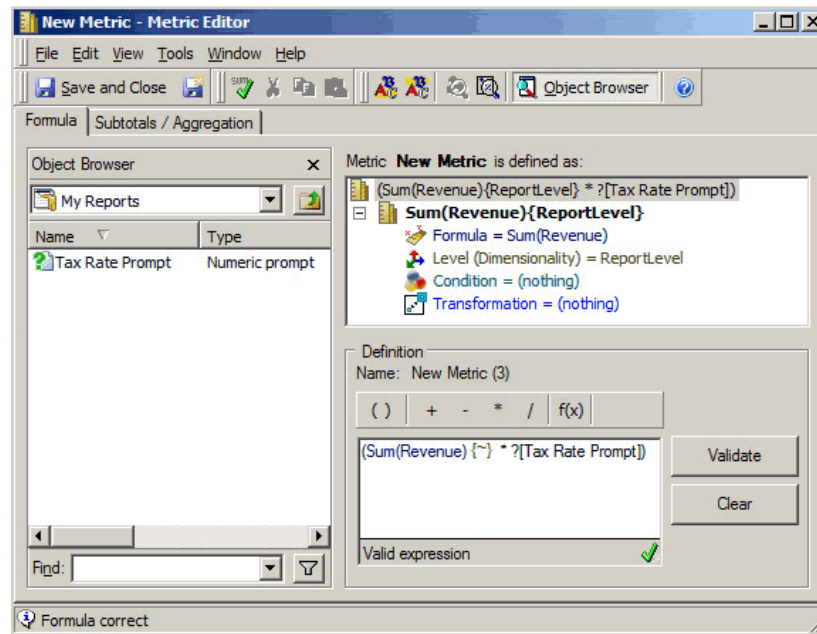 New Metric - Metric Editor
File Edit View Tools Window Help
Save and Close Object Browser
Formula Subtotals / Aggregation
Object Browser
My Reports
Name Type
Tax Rate Prompt Numeric prompt
Find:
Metric New Metric is defined as:
(Sum(Revenue){ReportLevel} * ?[Tax Rate Prompt])
Sum(Revenue){ReportLevel}
Formula = Sum(Revenue)
Level (Dimensionality) = ReportLevel
Condition = (nothing)
Transformation = (nothing)
Definition
Name: New Metric (3)
( ) + - * / f(x)
(Sum(Revenue) {~} * ?[Tax Rate Prompt])
Validate
Clear
Valid expression
Formula correct